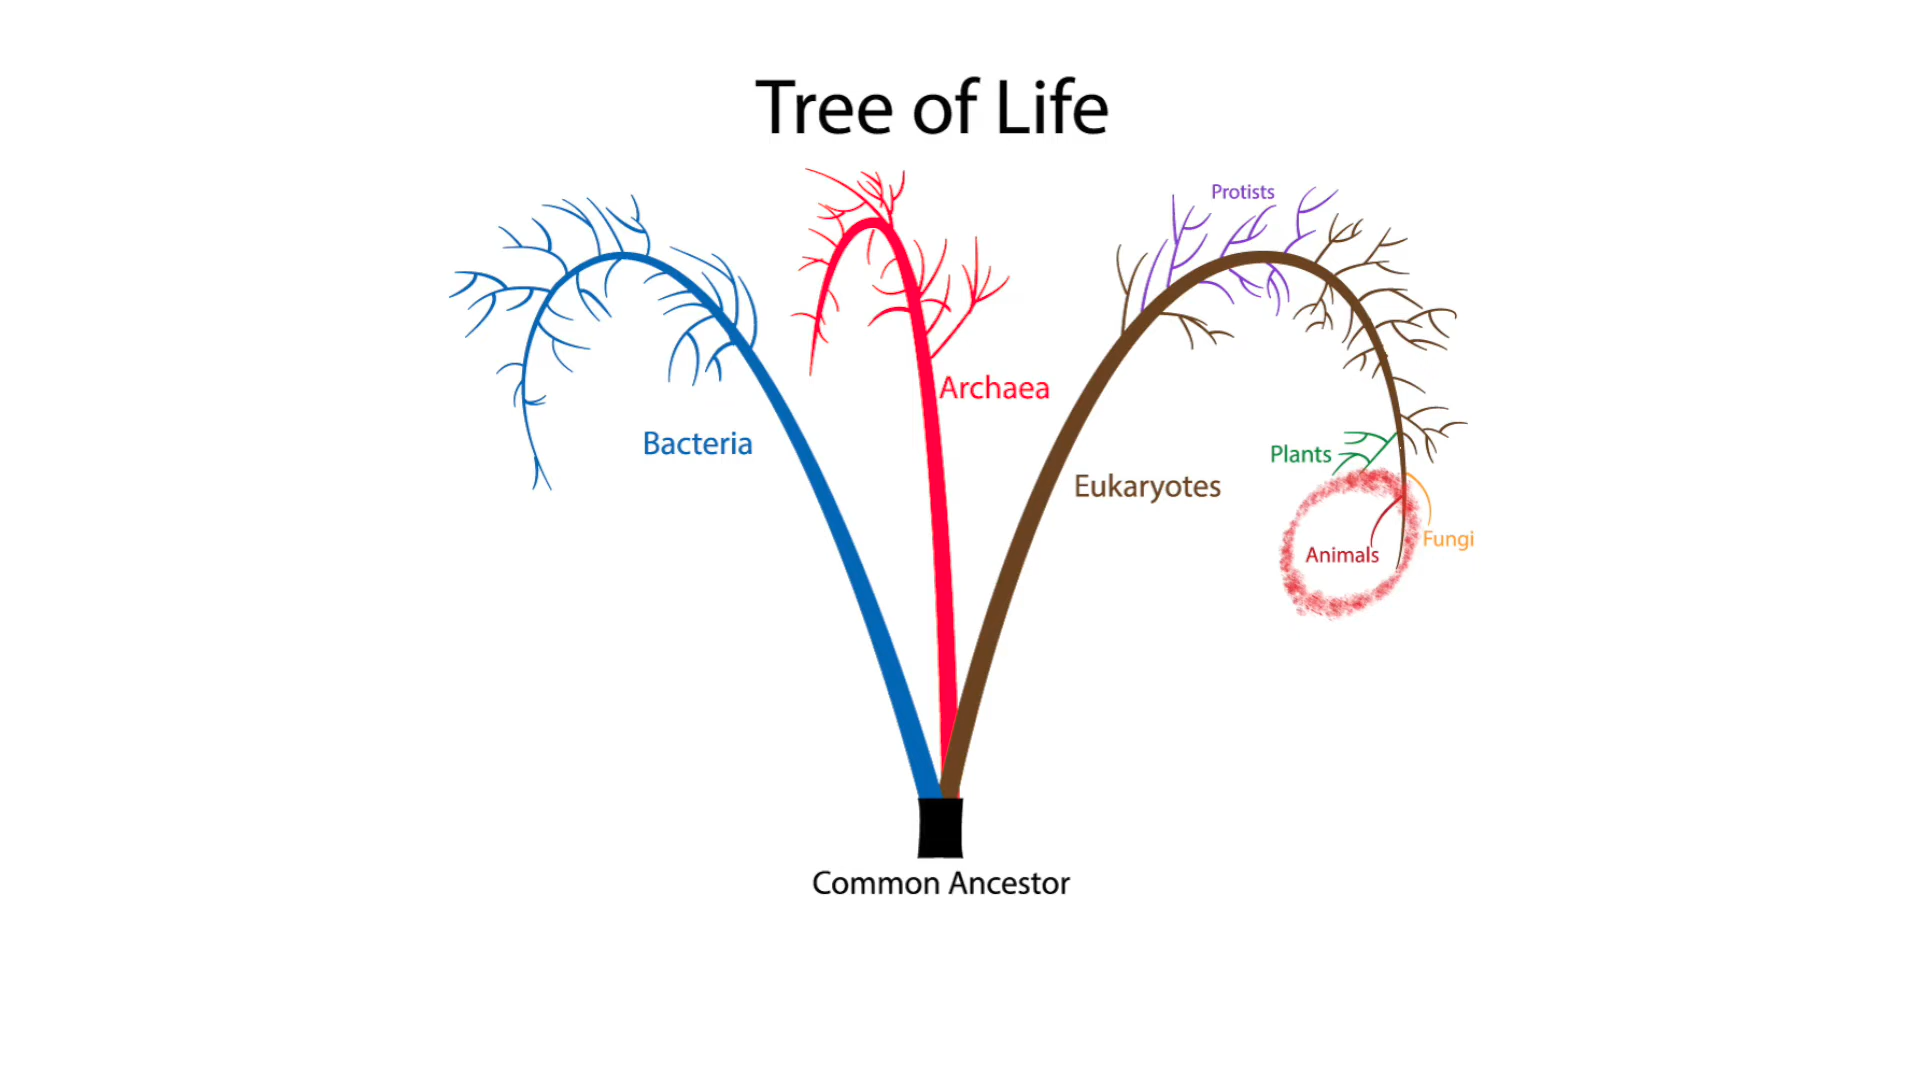 Tree of Life
Protists
Archaea
Bacteria
Plants
Eukaryotes
Fungi
Animals
Common Ancestor